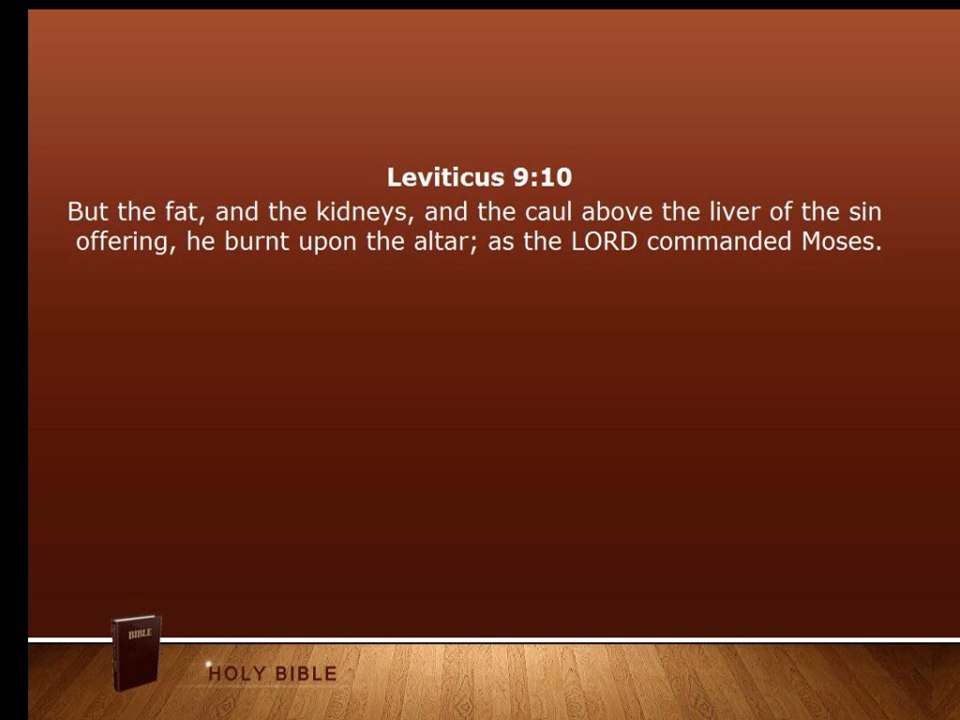 Leviticus 9:10
But the fat, and the kidneys, and the caul above the liver of the sin
offering, he burnt upon the altar; as the LORD commanded Moses.
BIBLE
HOLY BIBLE